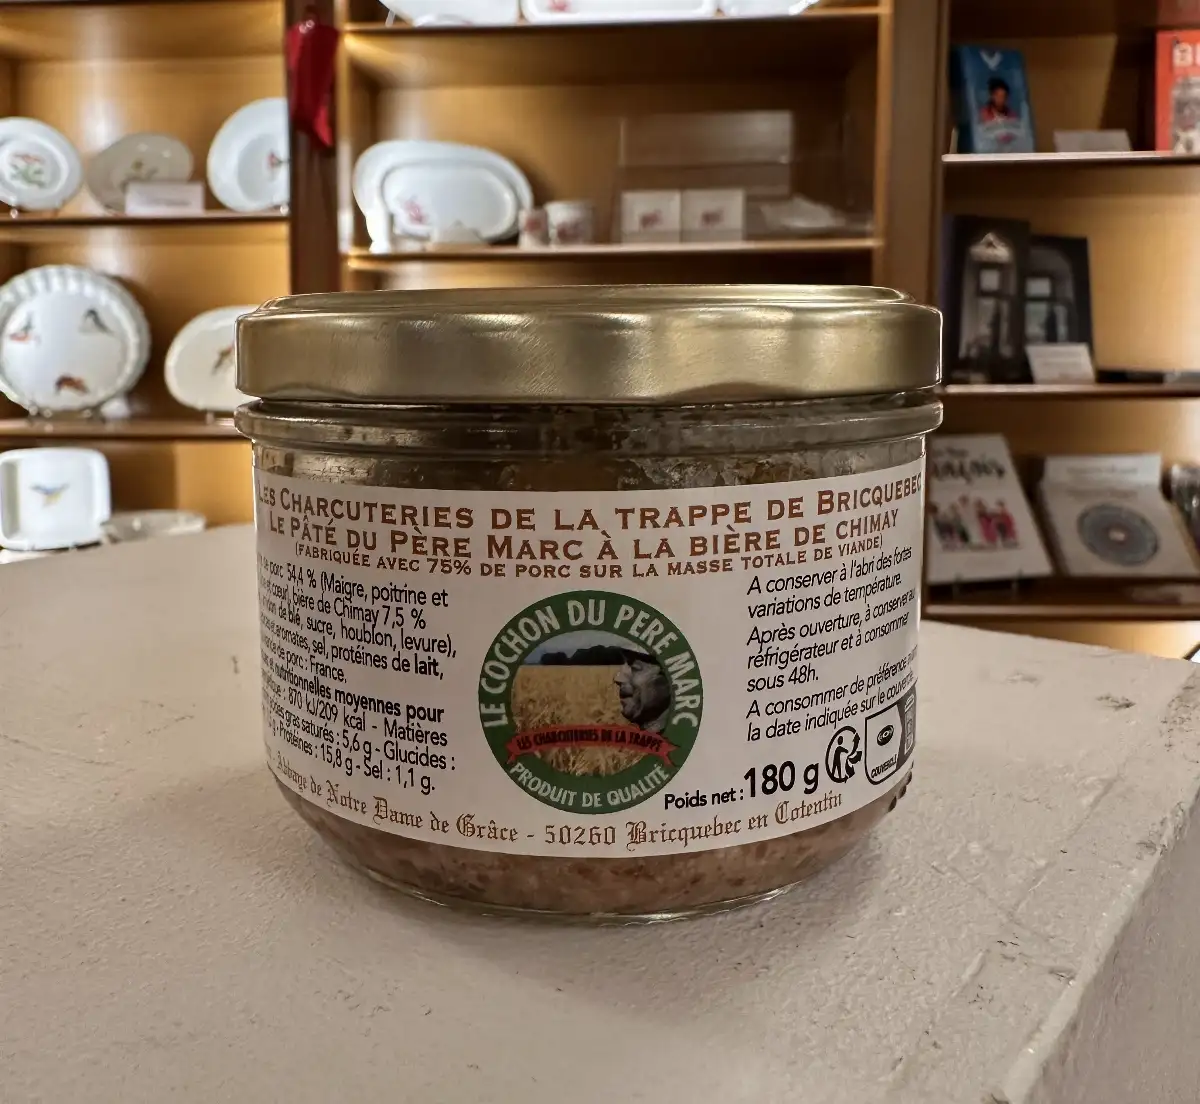 LES CHARCUTERIES DE LA TRAPPE DE BRICQUEBEC
LE PÂTÉ DU PÈRE MARC À LA BIÈRE DE CHIMAY
(FABRIQUÉE AVEC 75% DE PORC SUR LA MASSE TOTALE DE VIANDE)
porc 54,4 % (Maigre, poitrine et
cœur), bière de Chimay 7,5 %
de blé, sucre, houblon, levure),
aromates, sel, protéines de lait,
de porc : France.
nutritionnelles moyennes pour
: 870 kJ/209 kcal - Matières
gras saturés : 5,6 g - Glucides :
g - Protéines : 15,8 g - Sel : 1,1 g.
LE COCHON DU PERE MARC
LES CHARCUTERIES DE LA TRAPPE
PRODUIT DE QUALITÉ
A conserver à l'abri des fortes
variations de température.
Après ouverture, à conserver au
réfrigérateur et à consommer
sous 48h.
A consommer de préférence avant
la date indiquée sur le couvercle.
COUVERCLE
Poids net : 180 g
Abbaye de Notre Dame de Grâce - 50260 Bricquebec en Cotentin